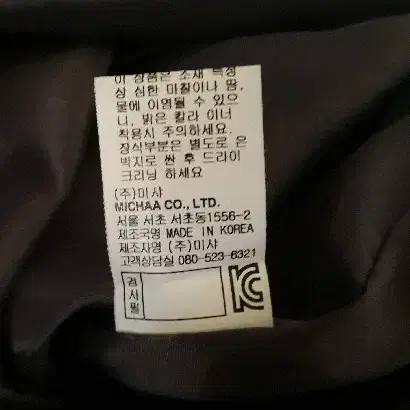 이 상품은 소재 특성
상 심한 마찰이나 땀,
물에 이염될 수 있으
니, 밝은 칼라 이너
착용시 주의하세요.
장식부분은 별도로 은
박지로 싼 후 드라이
크리닝 하세요
(주)미샤
MICHAA CO., LTD.
서울 서초 서초동1556-2
제조국명 MADE IN KOREA
제조자명 (주)미샤
고객상담실 080-523-6321
검사필
KC